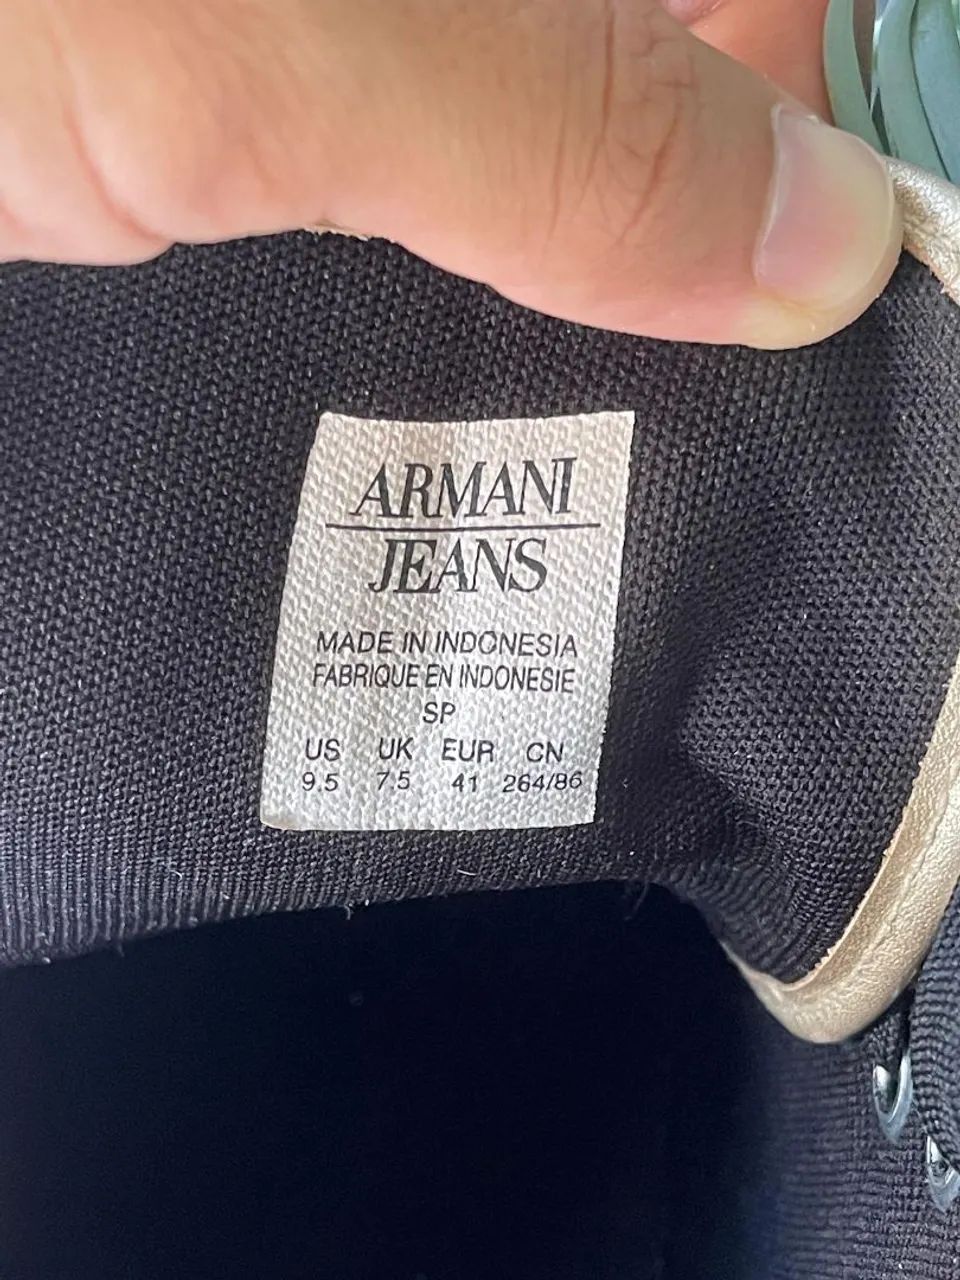 ARMANI
JEANS
MADE IN INDONESIA
FABRIQUE EN INDONESIE
SP
US UK EUR CN
9.5 7.5 41 264/86